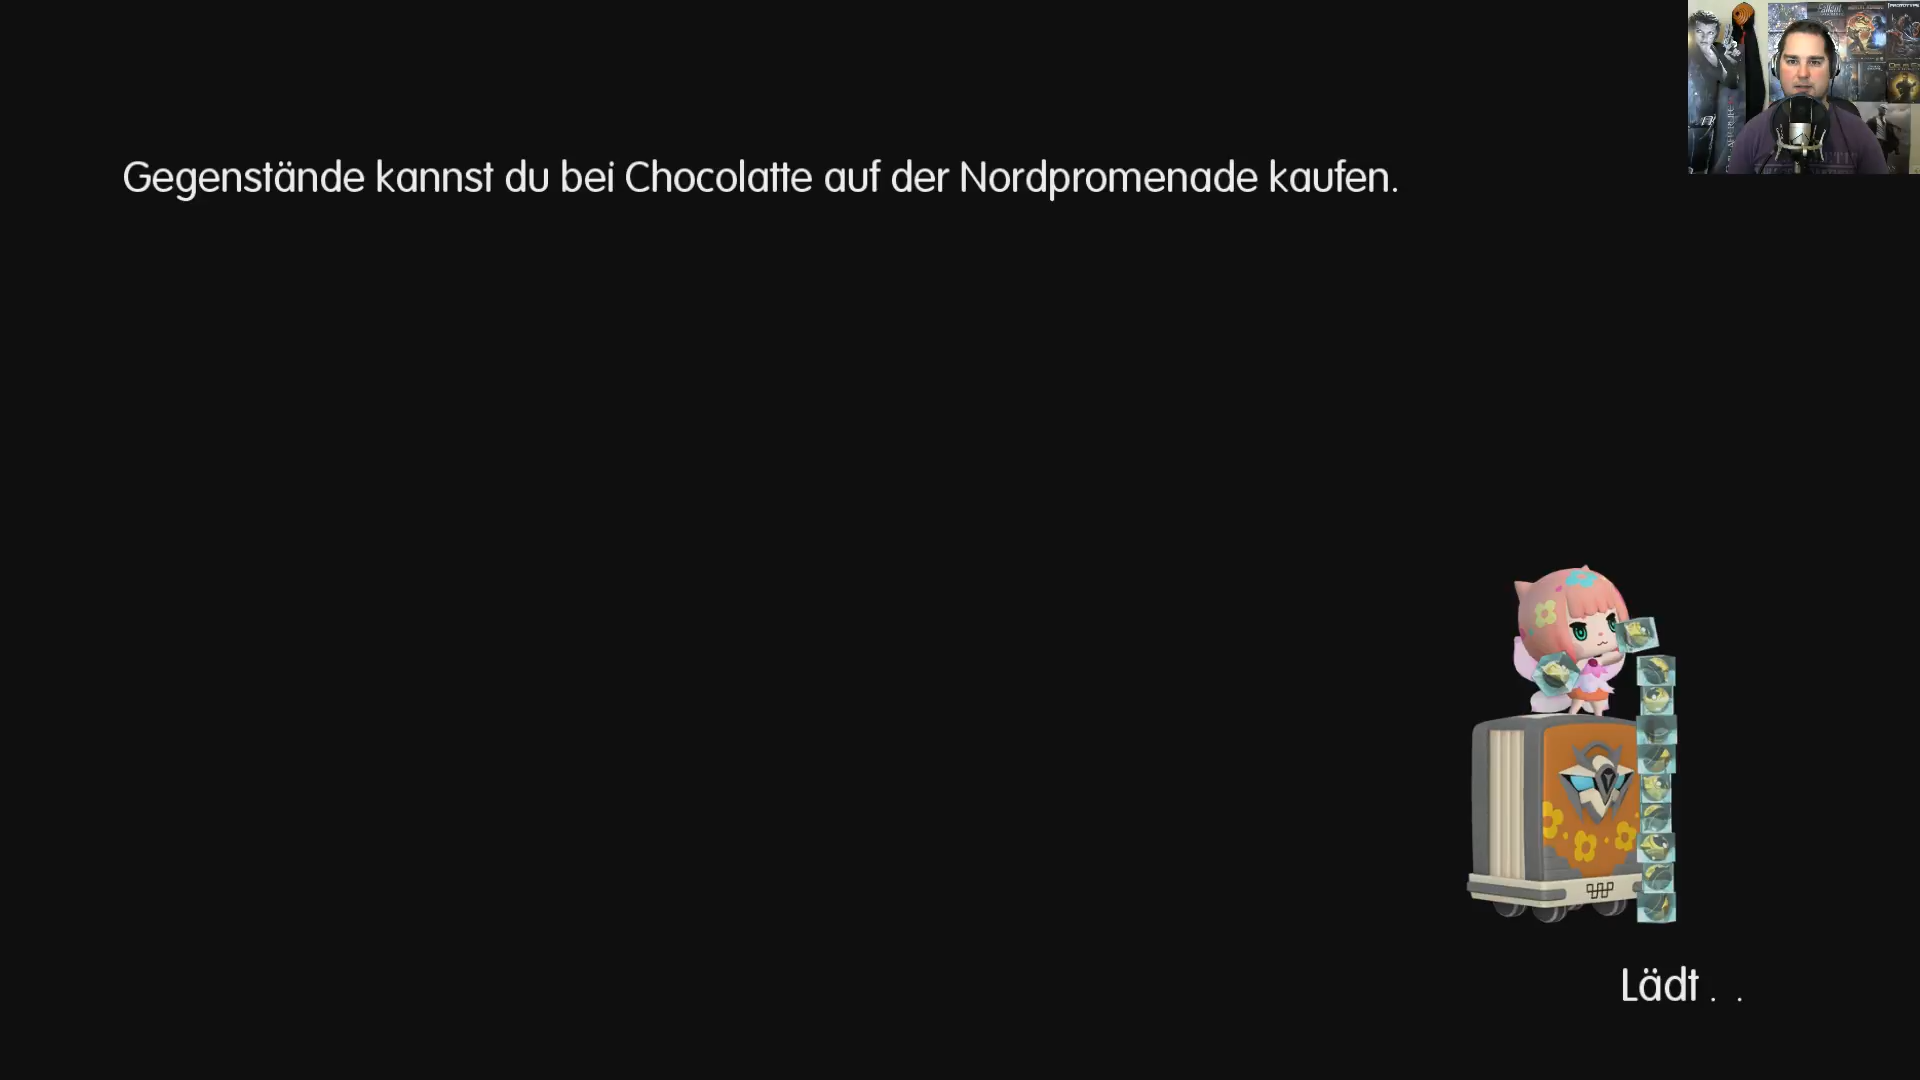 Gegenstände kannst du bei Chocolatte auf der Nordpromenade kaufen.
Lädt . .